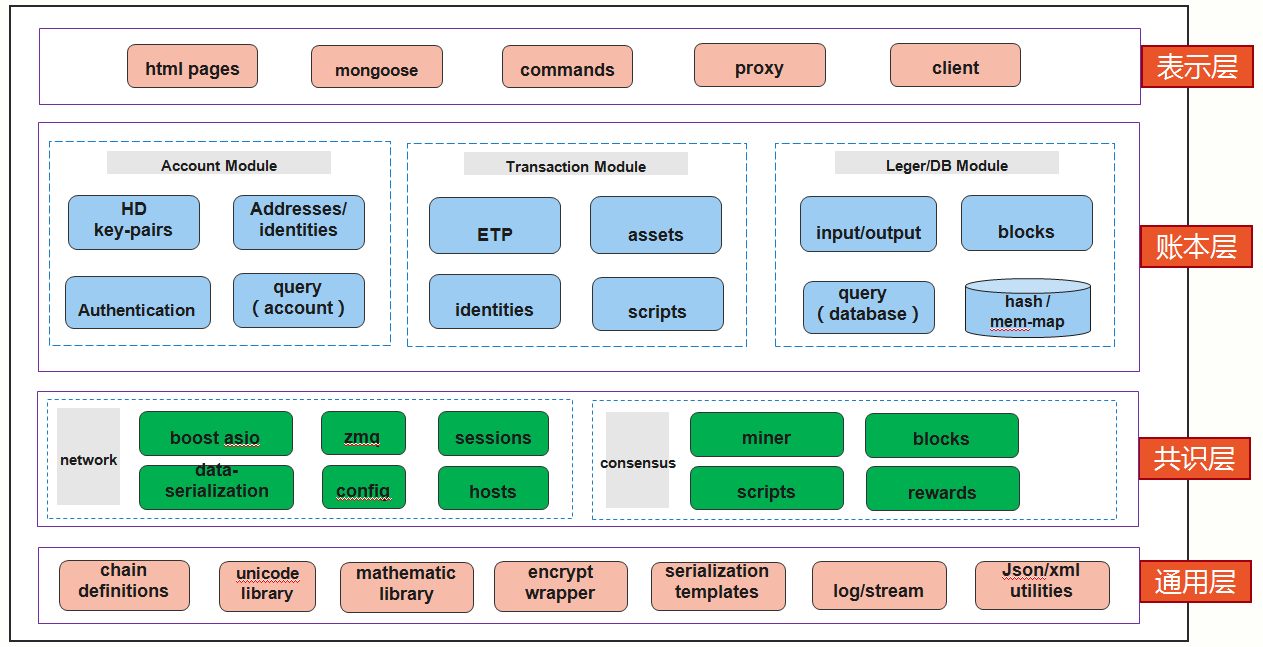 html pages
mongoose
commands
proxy
client
表示层
Account Module
HD
key-pairs
Addresses/
identities
Authentication
query
( account )
Transaction Module
ETP
assets
identities
scripts
Leger/DB Module
input/output
blocks
query
( database )
hash /
mem-map
账本层
network
boost asio
zmq
sessions
data-
serialization
config
hosts
consensus
miner
blocks
scripts
rewards
共识层
chain
definitions
unicode
library
mathematic
library
encrypt
wrapper
serialization
templates
log/stream
Json/xml
utilities
通用层